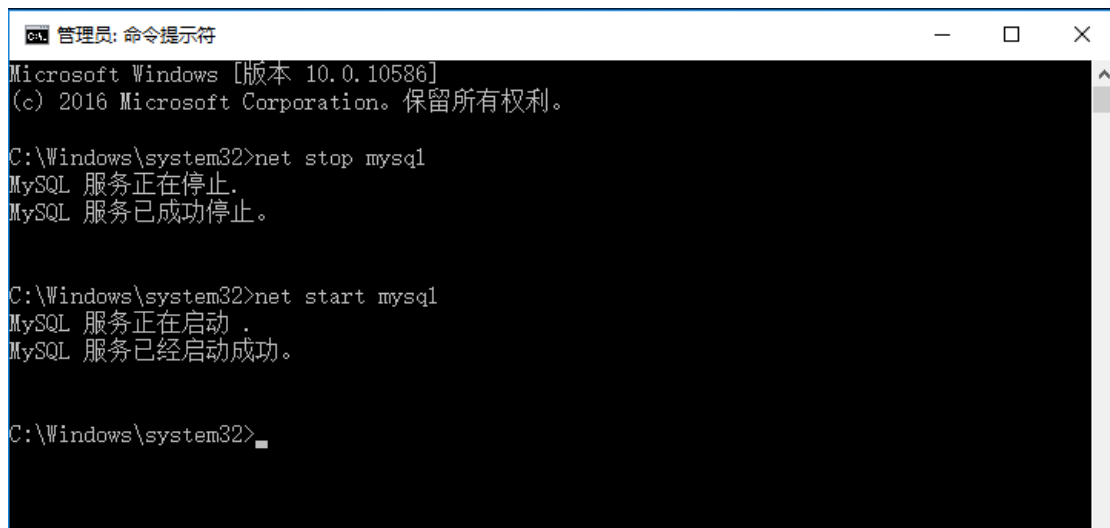 管理员: 命令提示符
Microsoft Windows [版本 10.0.10586]
(c) 2016 Microsoft Corporation。保留所有权利。
C:\Windows\system32>net stop mysql
MySQL 服务正在停止.
MySQL 服务已成功停止。
C:\Windows\system32>net start mysql
MySQL 服务正在启动 .
MySQL 服务已经启动成功。
C:\Windows\system32>